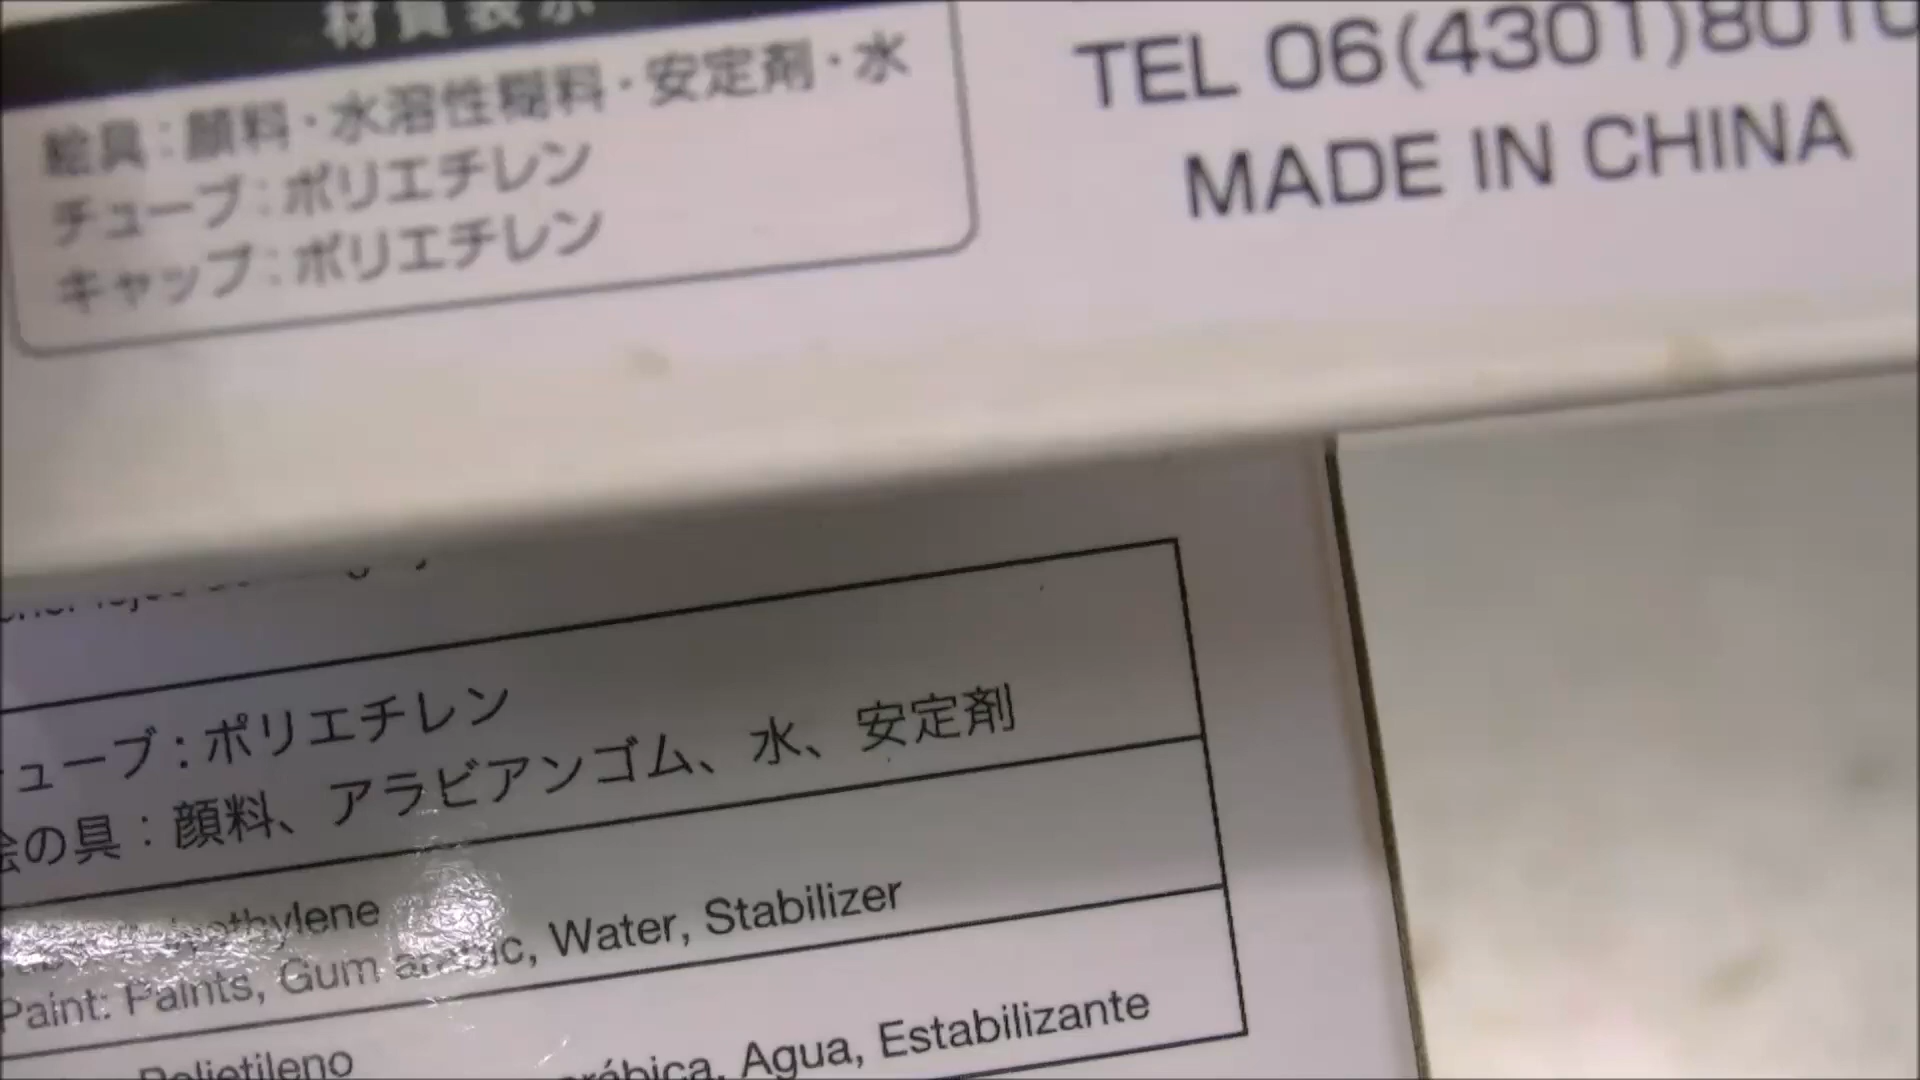 材質表示
絵具：顔料・水溶性糊料・安定剤・水
チューブ：ポリエチレン
キャップ：ポリエチレン
TEL 06(4301)8010
MADE IN CHINA
ューブ：ポリエチレン
絵の具：顔料、アラビアンゴム、水、安定剤
Paint: Paints, Gum arabic, Water, Stabilizer
Polietileno
arábica, Agua, Estabilizante